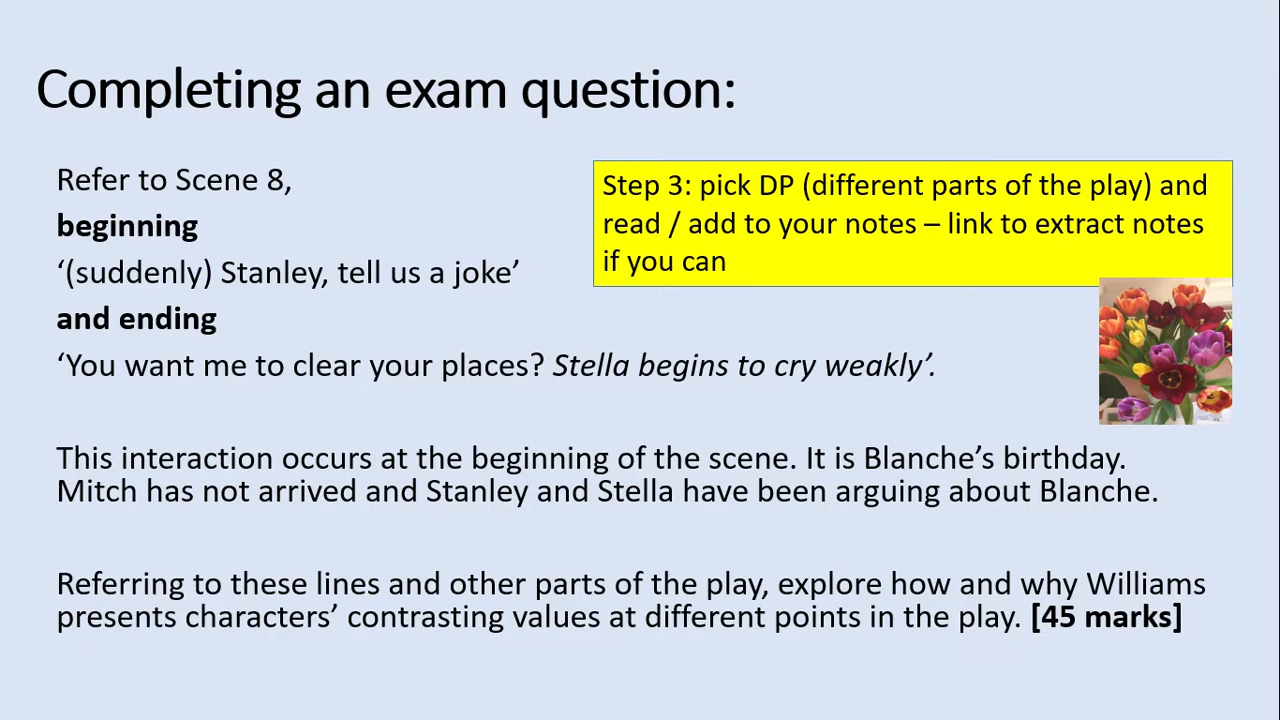 Completing an exam question:
Refer to Scene 8,
beginning
‘(suddenly) Stanley, tell us a joke’
and ending
‘You want me to clear your places? Stella begins to cry weakly’.
Step 3: pick DP (different parts of the play) and
read / add to your notes – link to extract notes
if you can
This interaction occurs at the beginning of the scene. It is Blanche’s birthday.
Mitch has not arrived and Stanley and Stella have been arguing about Blanche.
Referring to these lines and other parts of the play, explore how and why Williams
presents characters’ contrasting values at different points in the play. [45 marks]